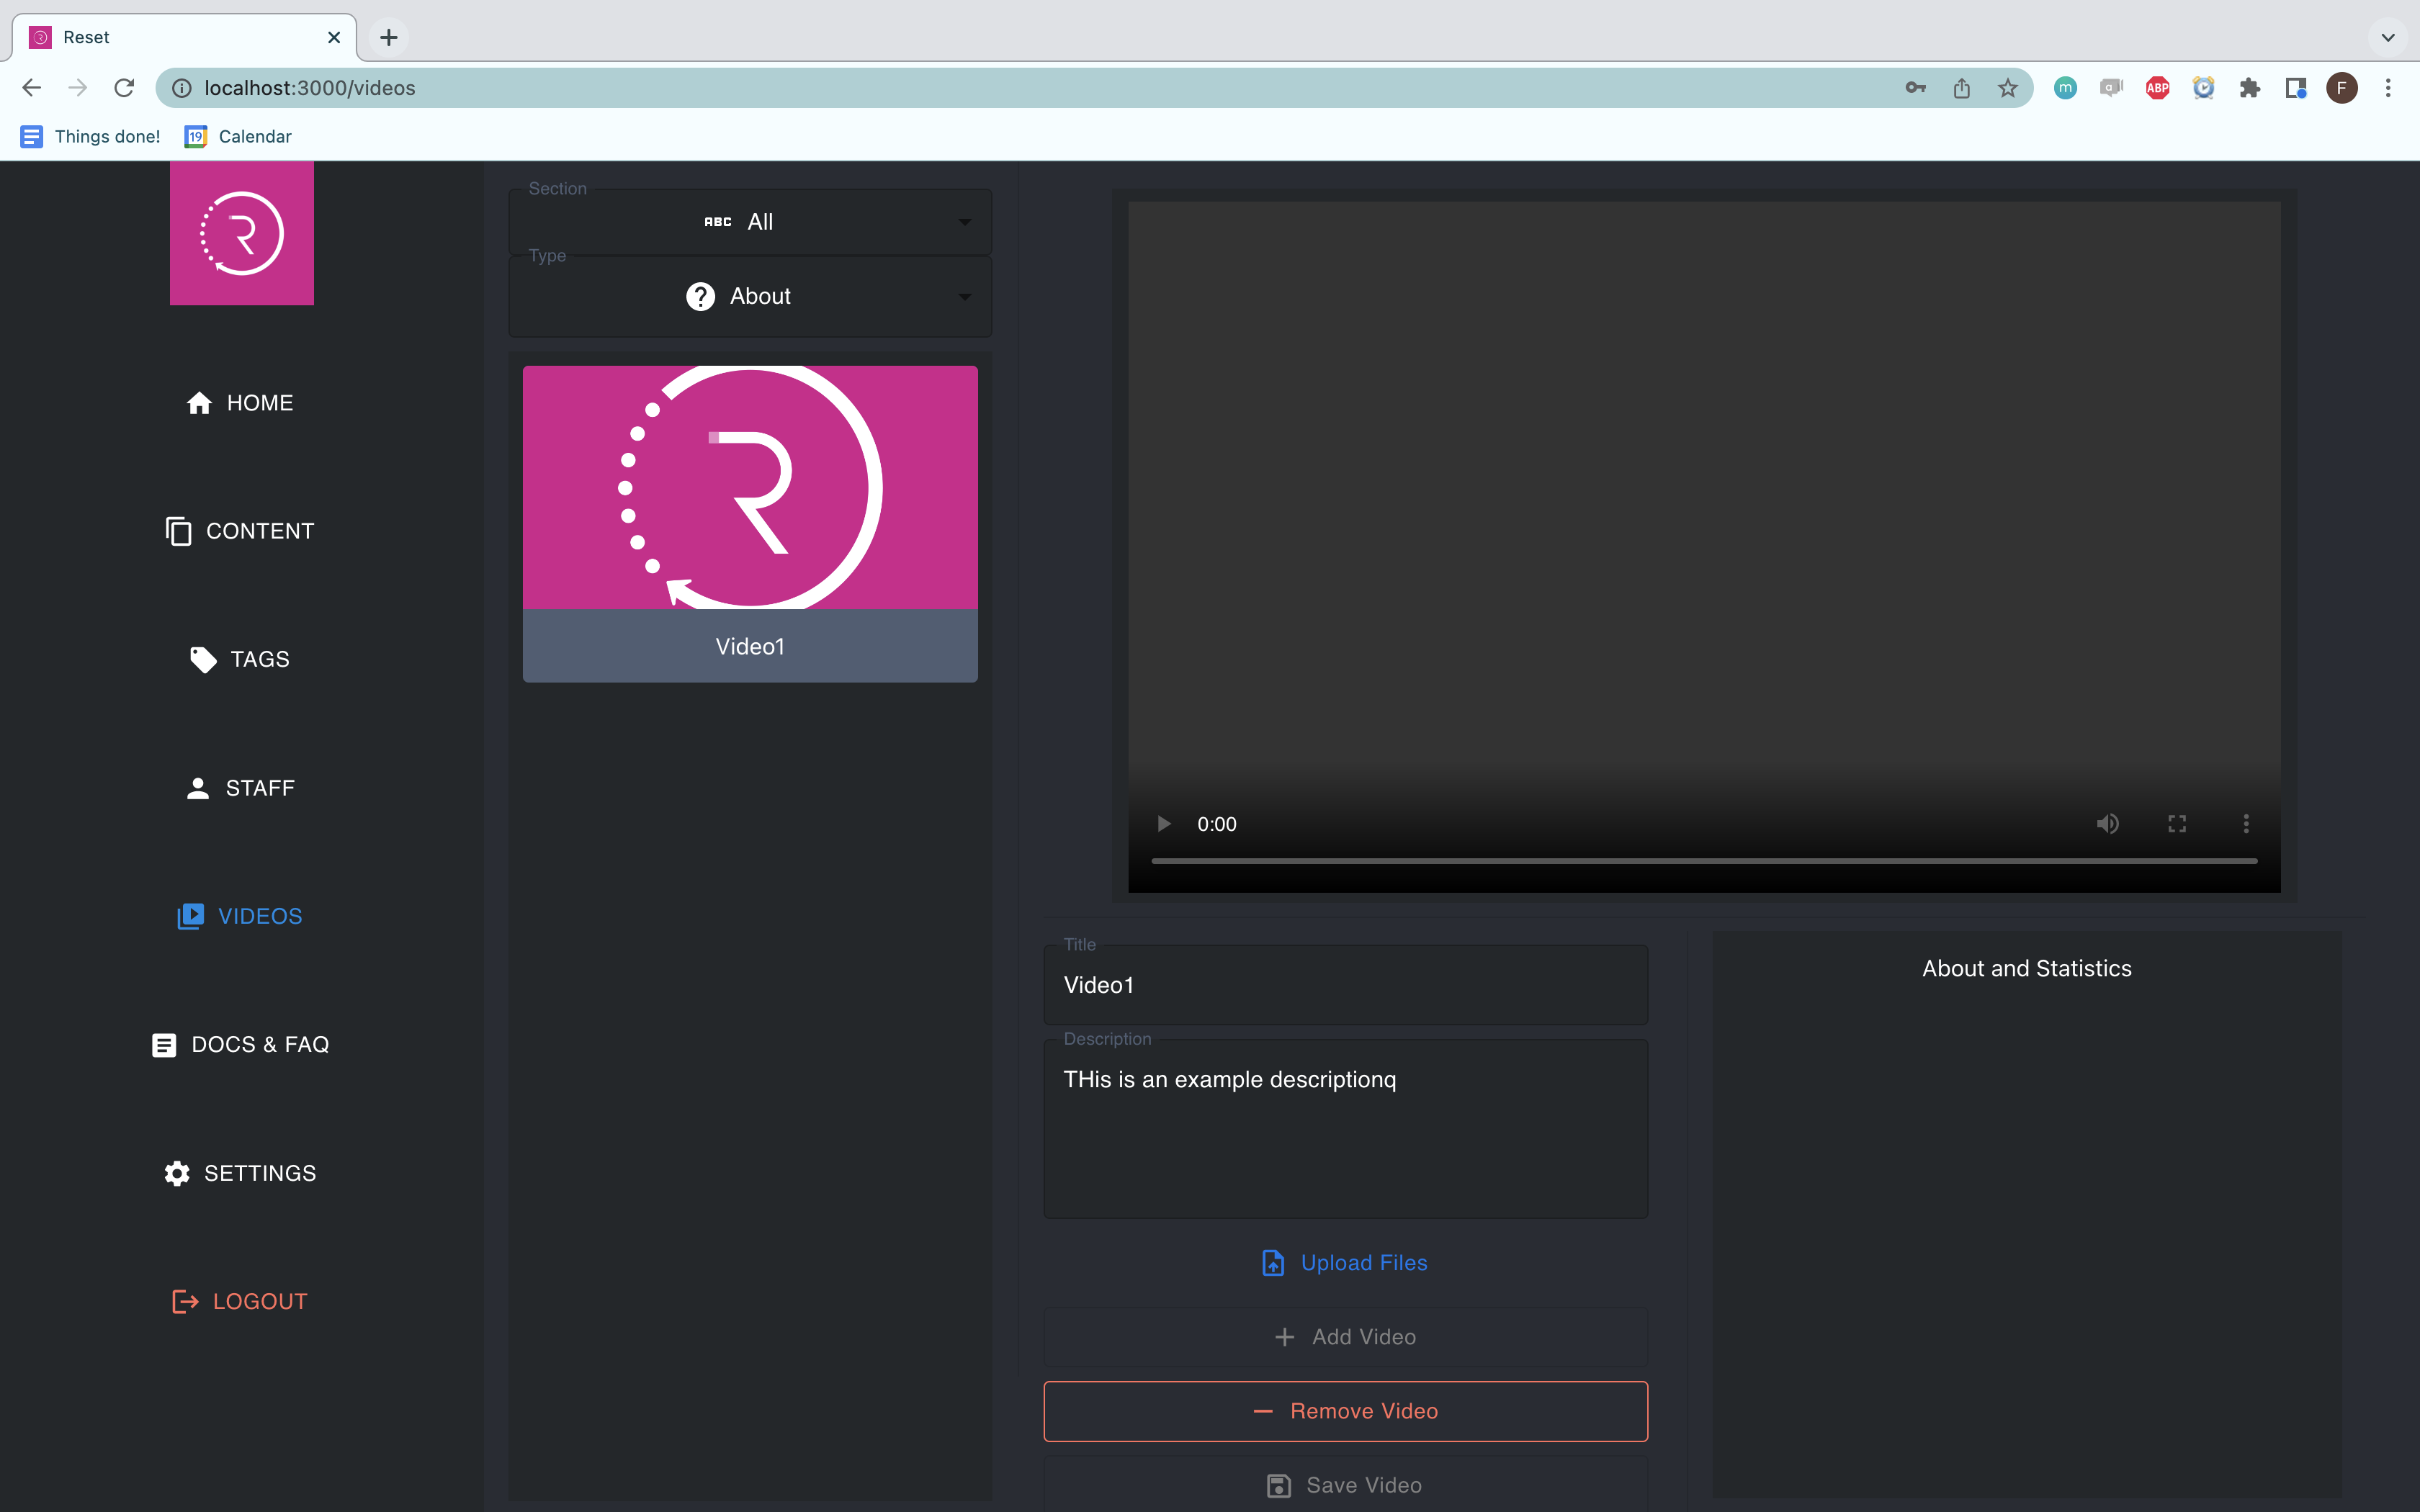 Reset
localhost:3000/videos
m
a
ABP
F
Things done!
19
Calendar
R
HOME
CONTENT
TAGS
STAFF
VIDEOS
DOCS & FAQ
SETTINGS
LOGOUT
Section
ABC All
Type
? About
R
Video1
0:00
Title
Video1
Description
THis is an example descriptionq
Upload Files
Add Video
Remove Video
Save Video
About and Statistics